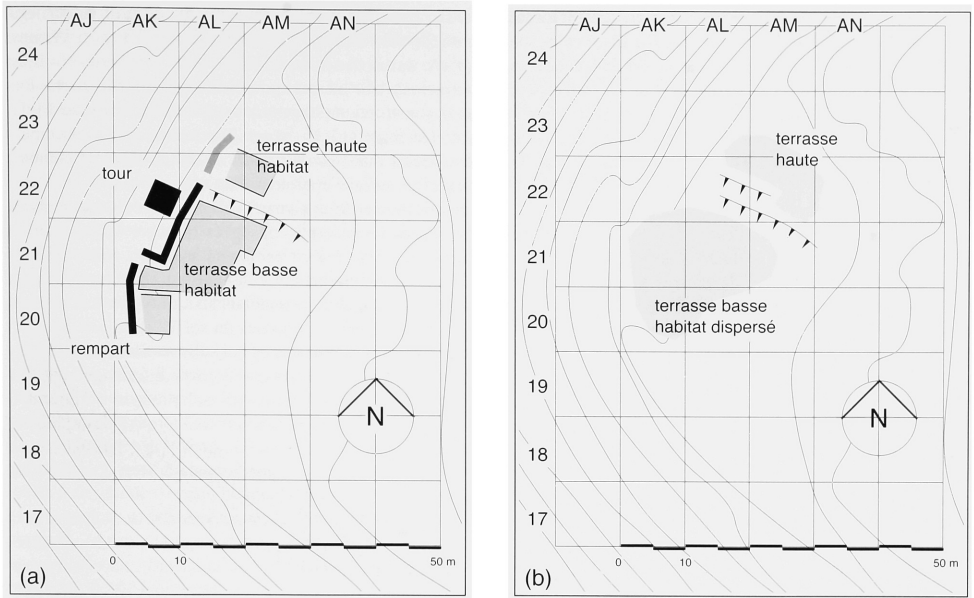 AJ AK AL AM AN
24
23
22
21
20
19
18
17
terrasse haute
habitat
tour
terrasse basse
habitat
rempart
N
0 10 50 m
(a)
AJ AK AL AM AN
24
23
22
21
20
19
18
17
terrasse
haute
terrasse basse
habitat dispersé
N
0 10 50 m
(b)